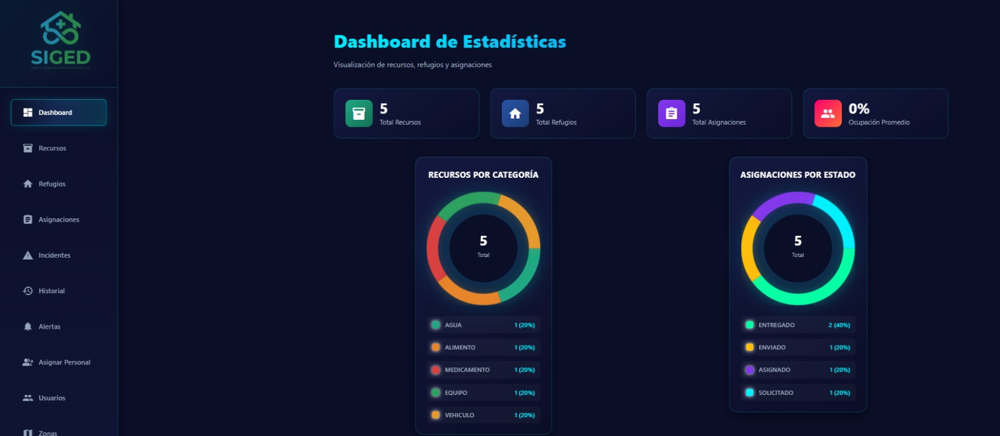 SIGED
Dashboard
Recursos
Refugios
Asignaciones
Incidentes
Historial
Alertas
Asignar Personal
Usuarios
Zonas
Dashboard de Estadísticas
Visualización de recursos, refugios y asignaciones
5
Total Recursos
5
Total Refugios
5
Total Asignaciones
0%
Ocupación Promedio
RECURSOS POR CATEGORÍA
5
Total
AGUA 1 (20%)
ALIMENTO 1 (20%)
MEDICAMENTO 1 (20%)
EQUIPO 1 (20%)
VEHICULO 1 (20%)
ASIGNACIONES POR ESTADO
5
Total
ENTREGADO 2 (40%)
ENVIADO 1 (20%)
ASIGNADO 1 (20%)
SOLICITADO 1 (20%)